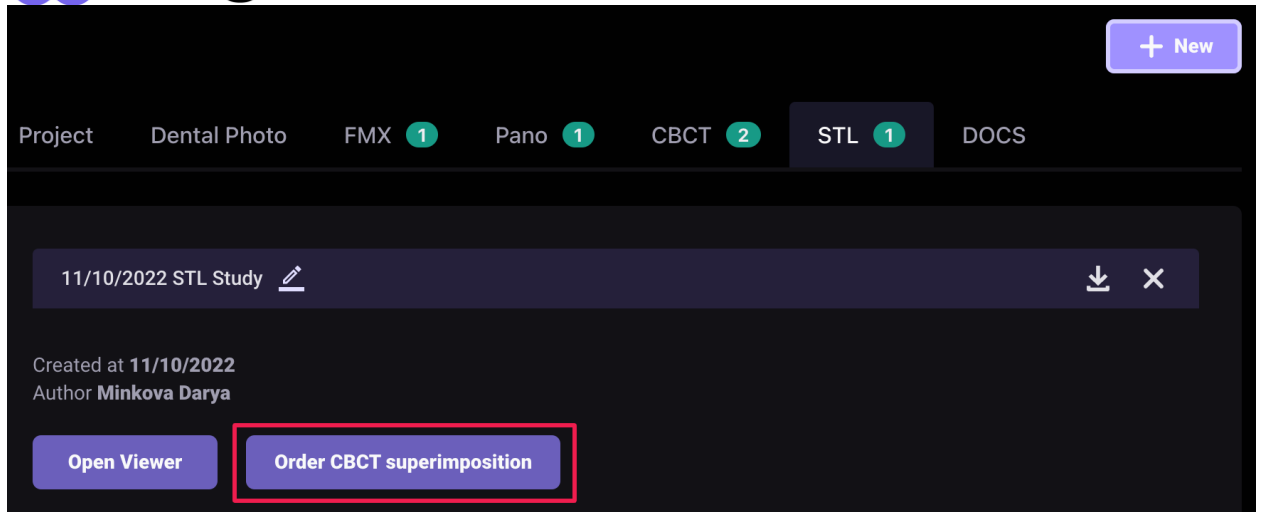 + New
Project Dental Photo FMX 1 Pano 1 CBCT 2 STL 1 DOCS
11/10/2022 STL Study
Created at 11/10/2022
Author Minkova Darya
Open Viewer Order CBCT superimposition